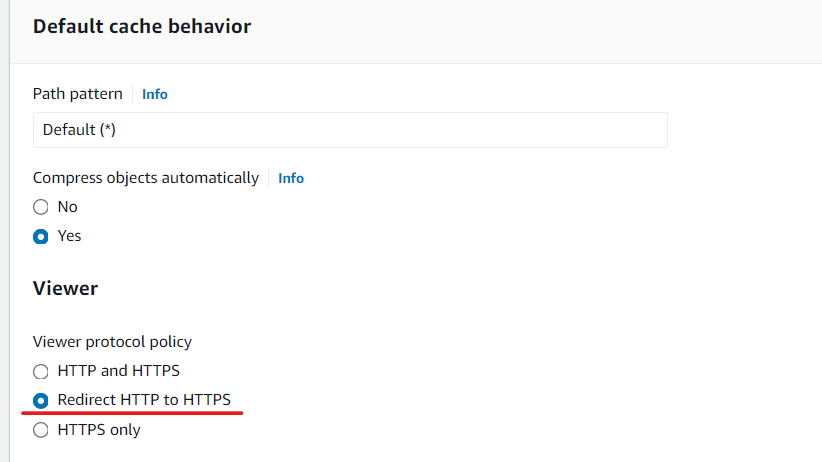 Default cache behavior
Path pattern Info
Default (*)
Compress objects automatically Info
No
Yes
Viewer
Viewer protocol policy
HTTP and HTTPS
Redirect HTTP to HTTPS
HTTPS only